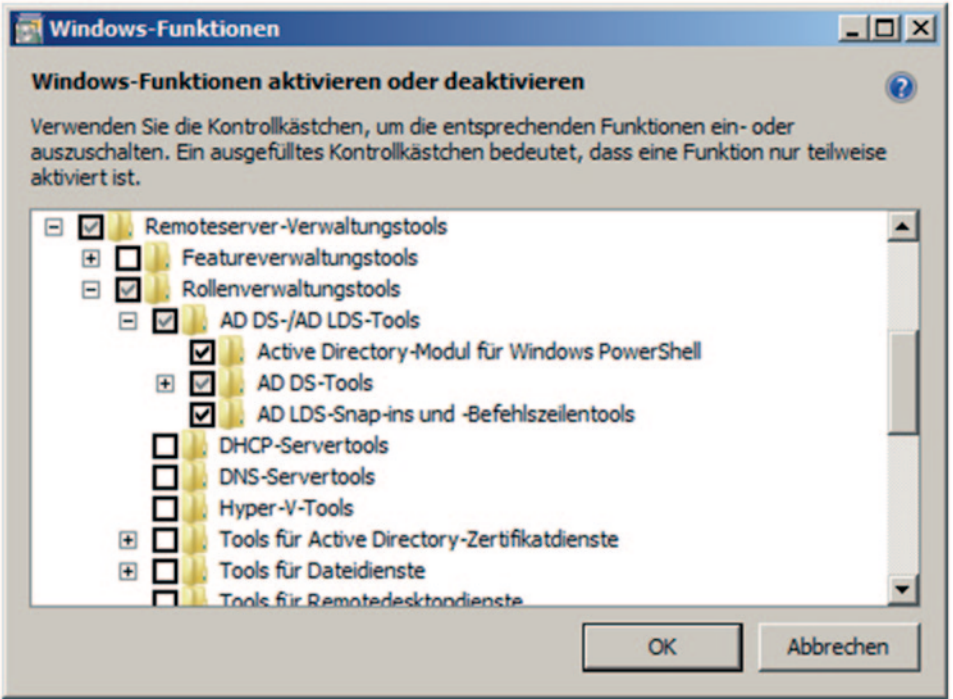 Windows-Funktionen
Windows-Funktionen aktivieren oder deaktivieren
Verwenden Sie die Kontrollkästchen, um die entsprechenden Funktionen ein- oder
auszuschalten. Ein ausgefülltes Kontrollkästchen bedeutet, dass eine Funktion nur teilweise
aktiviert ist.
Remoteserver-Verwaltungstools
Featureverwaltungstools
Rollenverwaltungstools
AD DS-/AD LDS-Tools
Active Directory-Modul für Windows PowerShell
AD DS-Tools
AD LDS-Snap-ins und -Befehlszeilentools
DHCP-Servertools
DNS-Servertools
Hyper-V-Tools
Tools für Active Directory-Zertifikatdienste
Tools für Dateidienste
Tools für Remotedesktopdienste
OK
Abbrechen